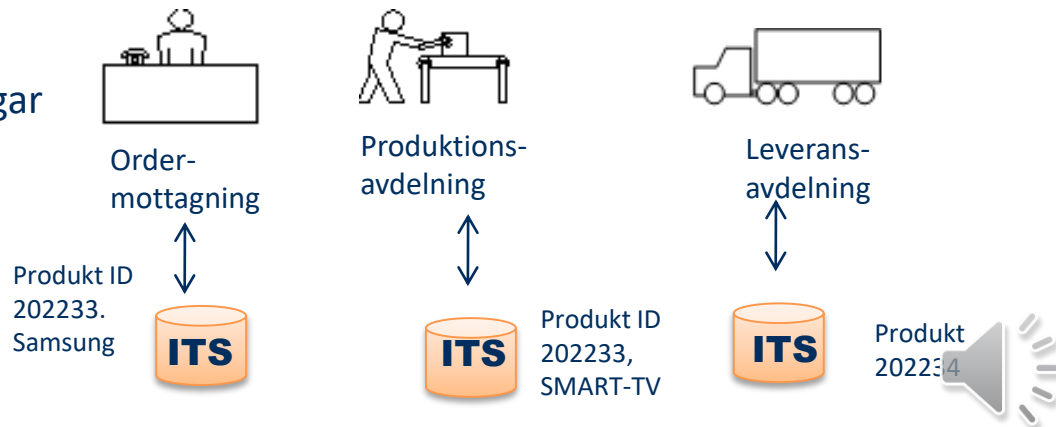 gar
Order-
mottagning
Produktions-
avdelning
Leverans-
avdelning
Produkt ID
202233.
Samsung
ITS
ITS
Produkt ID
202233,
SMART-TV
ITS
Produkt
202234